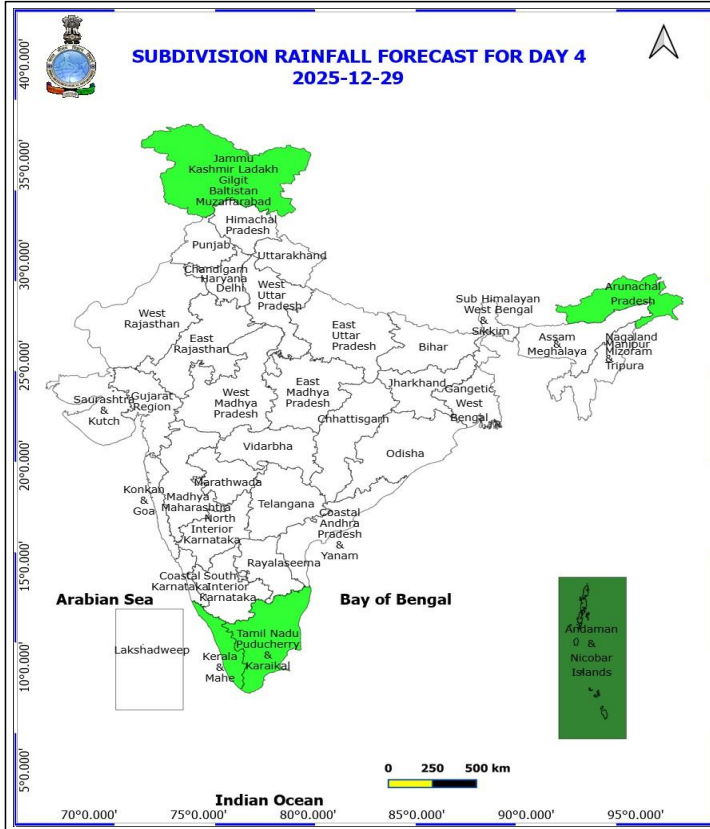 SUBDIVISION RAINFALL FORECAST FOR DAY 4
2025-12-29
40°0.000'
35°0.000'
30°0.000'
25°0.000'
20°0.000'
15°0.000'
10°0.000'
5°0.000'
Jammu
Kashmir Ladakh
Gilgit
Baltistan
Muzaffarabad
Himachal
Pradesh
Punjab
Uttarakhand
Chandigarh
Haryana
Delhi
West
Uttar
Pradesh
Arunachal
Pradesh
Sub Himalayan
West Bengal
&
Sikkim
West
Rajasthan
East
Rajasthan
East
Uttar
Pradesh
Bihar
Assam
&
Meghalaya
Nagaland
Manipur
Mizoram
&
Tripura
Saurashtra
&
Kutch
Gujarat
Region
West
Madhya
Pradesh
East
Madhya
Pradesh
Jharkhand
Gangetic
West
Bengal
Chhattisgarh
Vidarbha
Odisha
Konkan
&
Goa
Marathwada
Madhya
Maharashtra
North
Interior
Karnataka
Telangana
Coastal
Andhra
Pradesh
&
Yanam
Rayalaseema
Coastal
Karnataka
South
Interior
Karnataka
Arabian Sea
Bay of Bengal
Lakshadweep
Kerala
&
Mahe
Tamil Nadu
Puducherry
&
Karaikal
Andaman
&
Nicobar
Islands
0 250 500 km
Indian Ocean
70°0.000' 75°0.000' 80°0.000' 85°0.000' 90°0.000' 95°0.000'